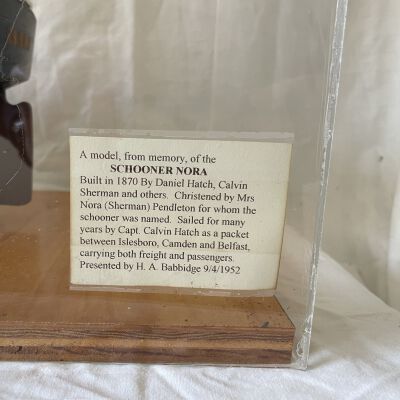 A model, from memory, of the
SCHOONER NORA
Built in 1870 By Daniel Hatch, Calvin
Sherman and others. Christened by Mrs
Nora (Sherman) Pendleton for whom the
schooner was named. Sailed for many
years by Capt. Calvin Hatch as a packet
between Islesboro, Camden and Belfast,
carrying both freight and passengers.
Presented by H. A. Babbidge 9/4/1952